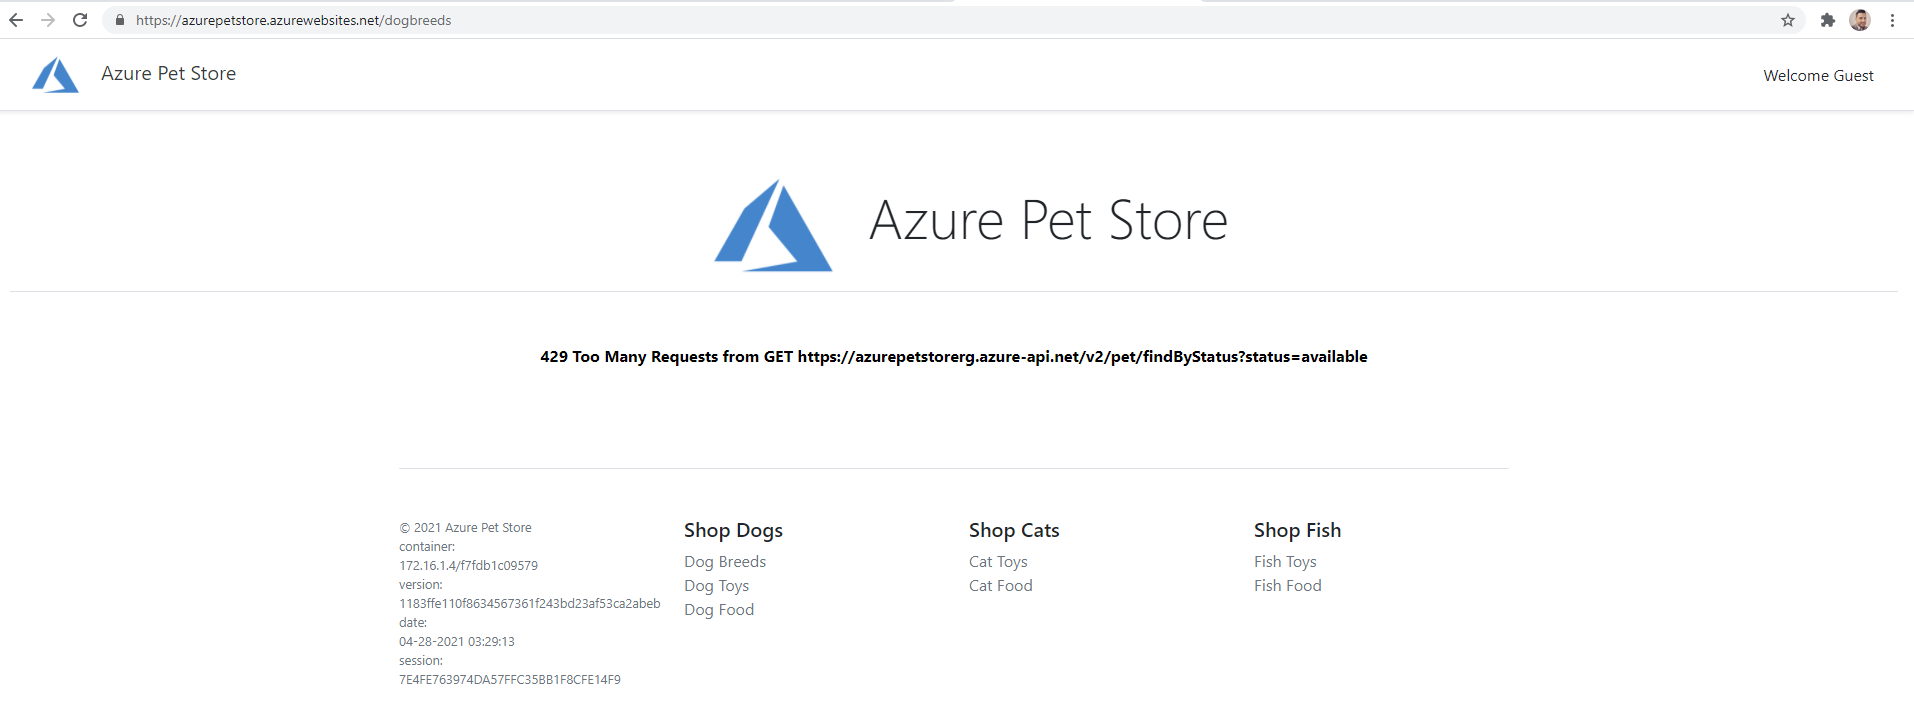 https://azurepetstore.azurewebsites.net/dogbreeds
Azure Pet Store
Welcome Guest
Azure Pet Store
429 Too Many Requests from GET https://azurepetstorerg.azure-api.net/v2/pet/findByStatus?status=available
© 2021 Azure Pet Store
container:
172.16.1.4/f7fdb1c09579
version:
1183ffe110f8634567361f243bd23af53ca2abeb
date:
04-28-2021 03:29:13
session:
7E4FE763974DA57FFC35BB1F8CFE14F9
Shop Dogs
Dog Breeds
Dog Toys
Dog Food
Shop Cats
Cat Toys
Cat Food
Shop Fish
Fish Toys
Fish Food